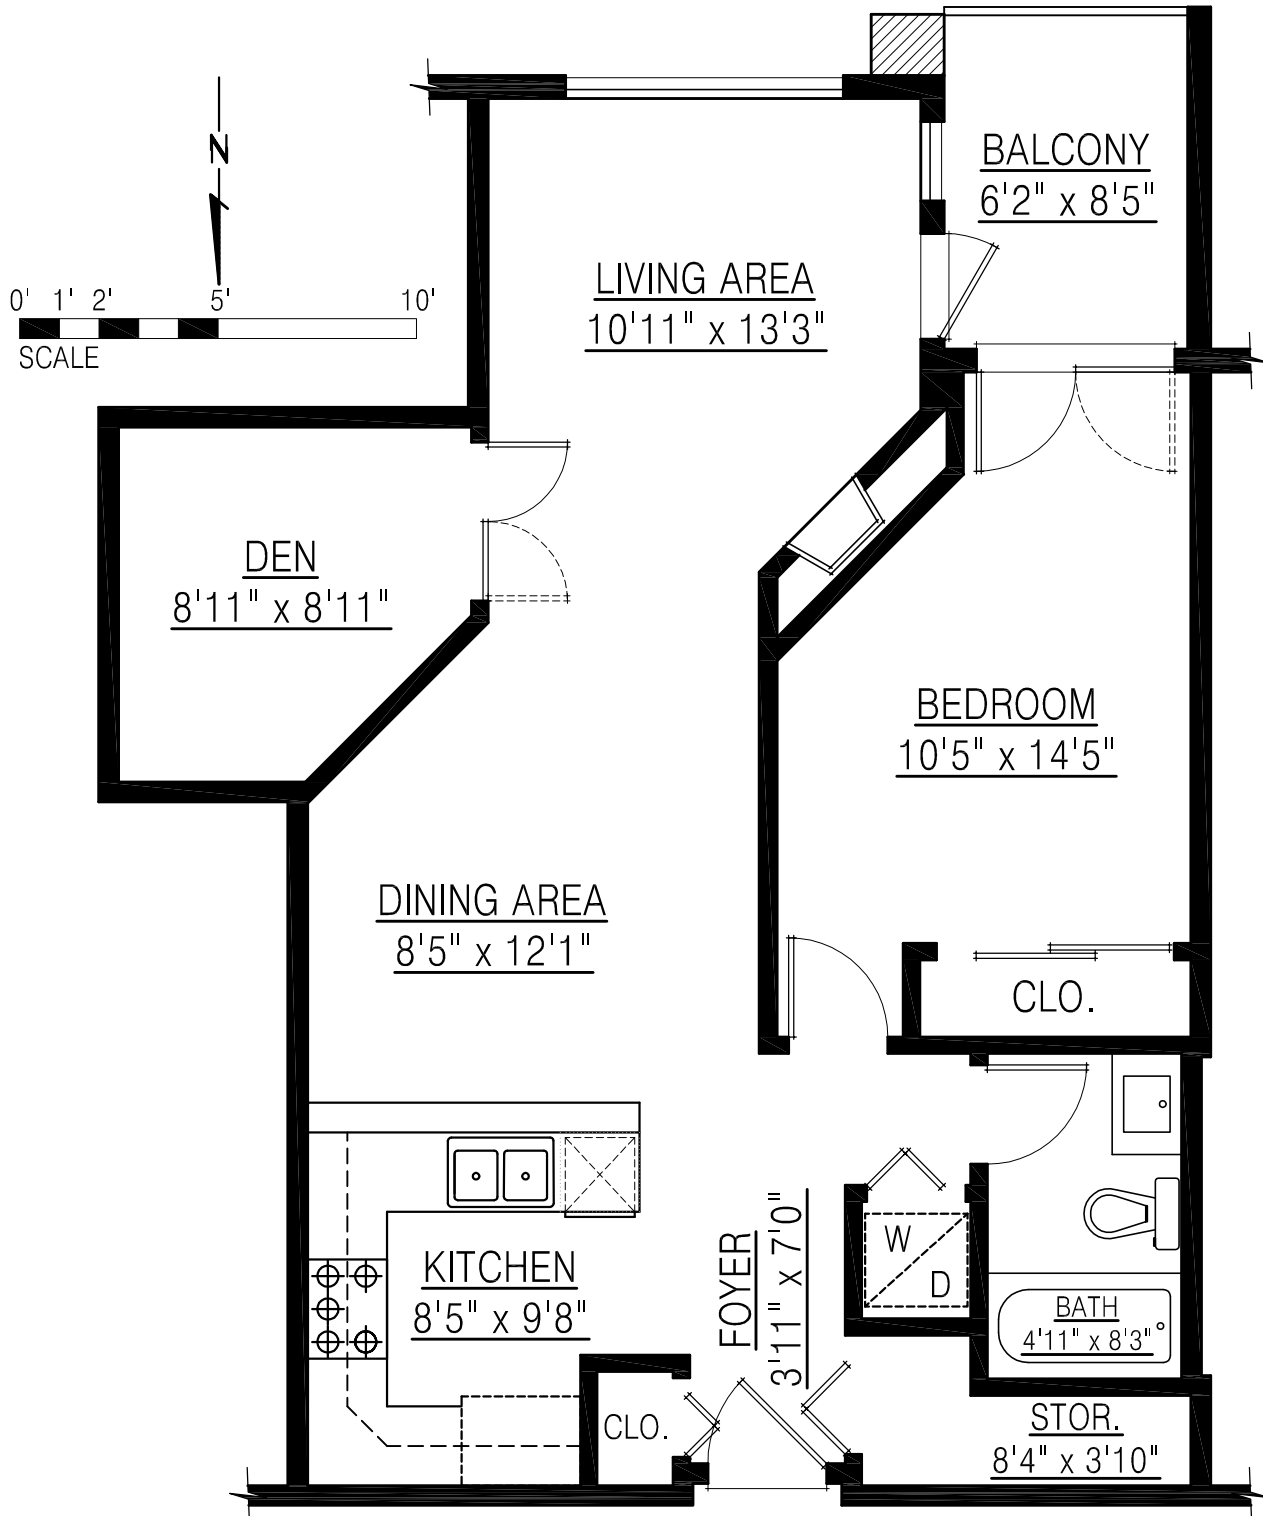 N
0' 1' 2' 5' 10'
SCALE
BALCONY
6'2" x 8'5"
LIVING AREA
10'11" x 13'3"
DEN
8'11" x 8'11"
BEDROOM
10'5" x 14'5"
DINING AREA
8'5" x 12'1"
CLO.
KITCHEN
8'5" x 9'8"
FOYER
3'11" x 7'0"
W
D
BATH
4'11" x 8'3"
CLO.
STOR.
8'4" x 3'10"